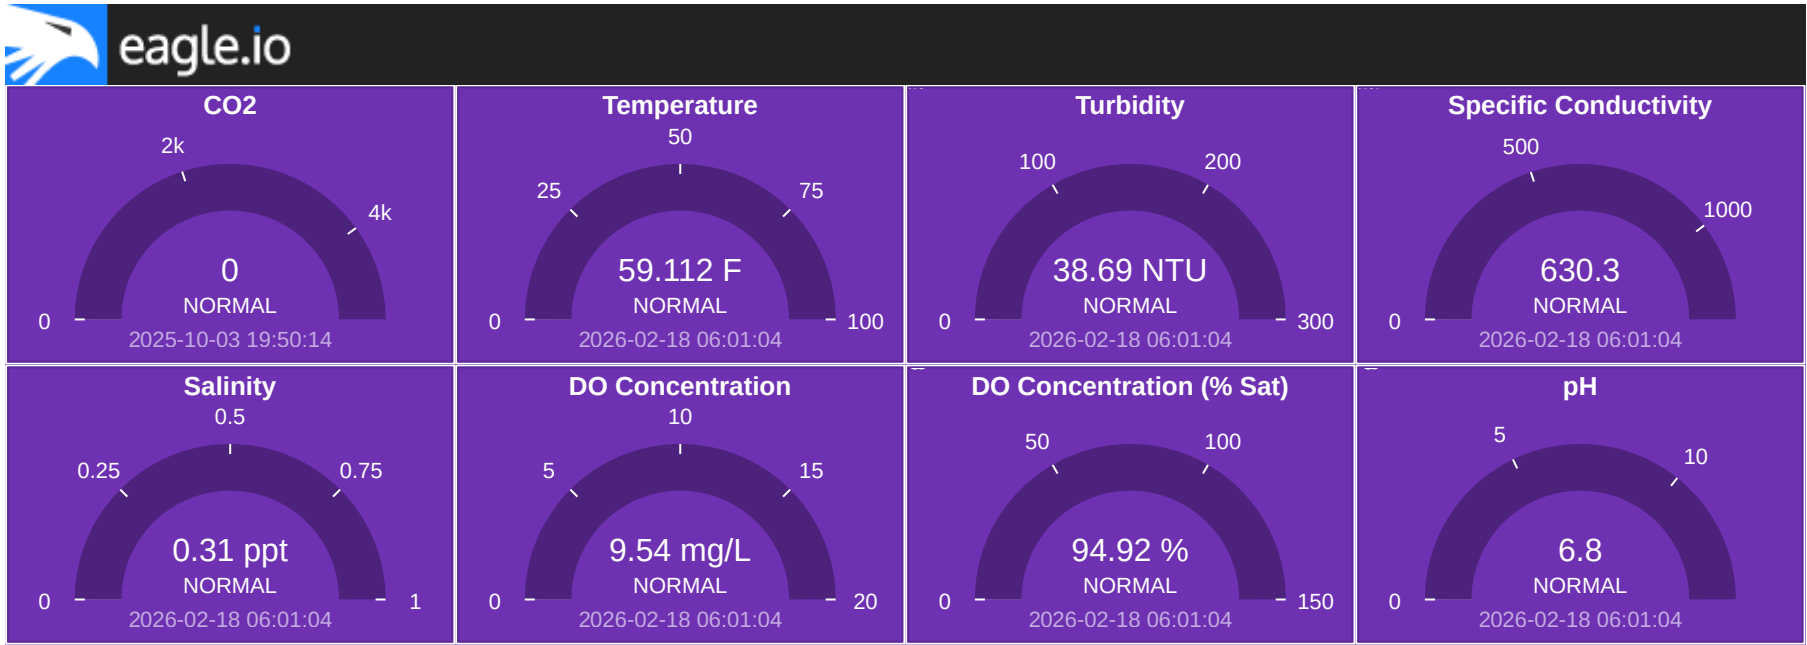 eagle.io
CO2
2k
4k
0
0
NORMAL
2025-10-03 19:50:14
Temperature
50
25
75
59.112 F
NORMAL
0
100
2026-02-18 06:01:04
Turbidity
100
200
38.69 NTU
NORMAL
0
300
2026-02-18 06:01:04
Specific Conductivity
500
1000
630.3
NORMAL
0
2026-02-18 06:01:04
Salinity
0.5
0.25
0.75
0.31 ppt
NORMAL
0
1
2026-02-18 06:01:04
DO Concentration
10
5
15
9.54 mg/L
NORMAL
0
20
2026-02-18 06:01:04
DO Concentration (% Sat)
50
100
94.92 %
NORMAL
0
150
2026-02-18 06:01:04
pH
5
10
6.8
NORMAL
0
2026-02-18 06:01:04